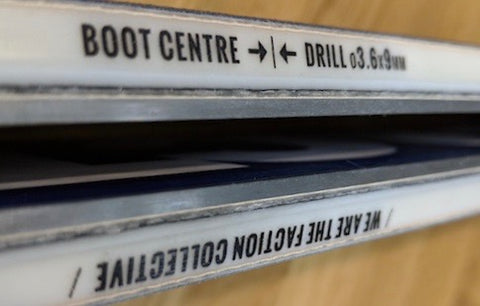 BOOT CENTRE →|← DRILL ø3.6x9MM
/ WE ARE THE FACTION COLLECTIVE /